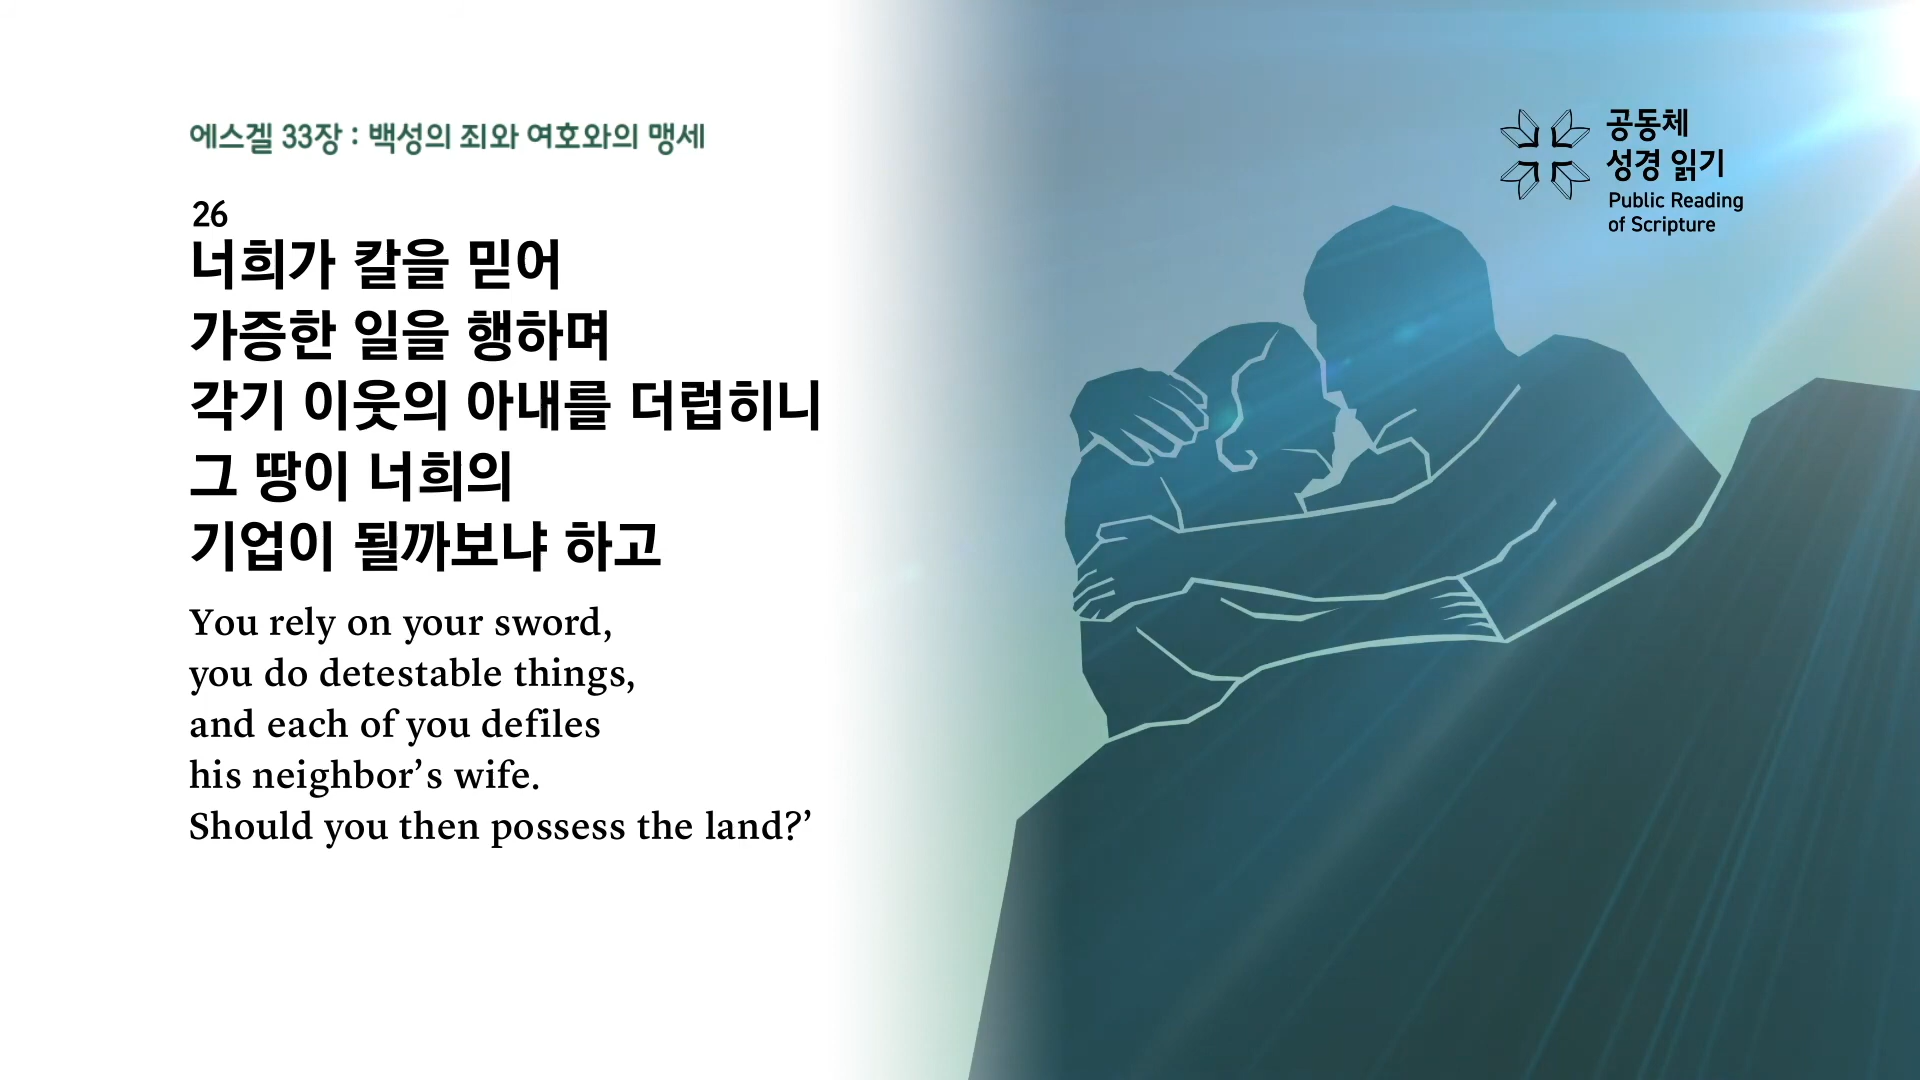 에스겔 33장 : 백성의 죄와 여호와의 맹세
26
너희가 칼을 믿어
가증한 일을 행하며
각기 이웃의 아내를 더럽히니
그 땅이 너희의
기업이 될까보냐 하고
You rely on your sword,
you do detestable things,
and each of you defiles
his neighbor’s wife.
Should you then possess the land?’
공동체
성경 읽기
Public Reading
of Scripture